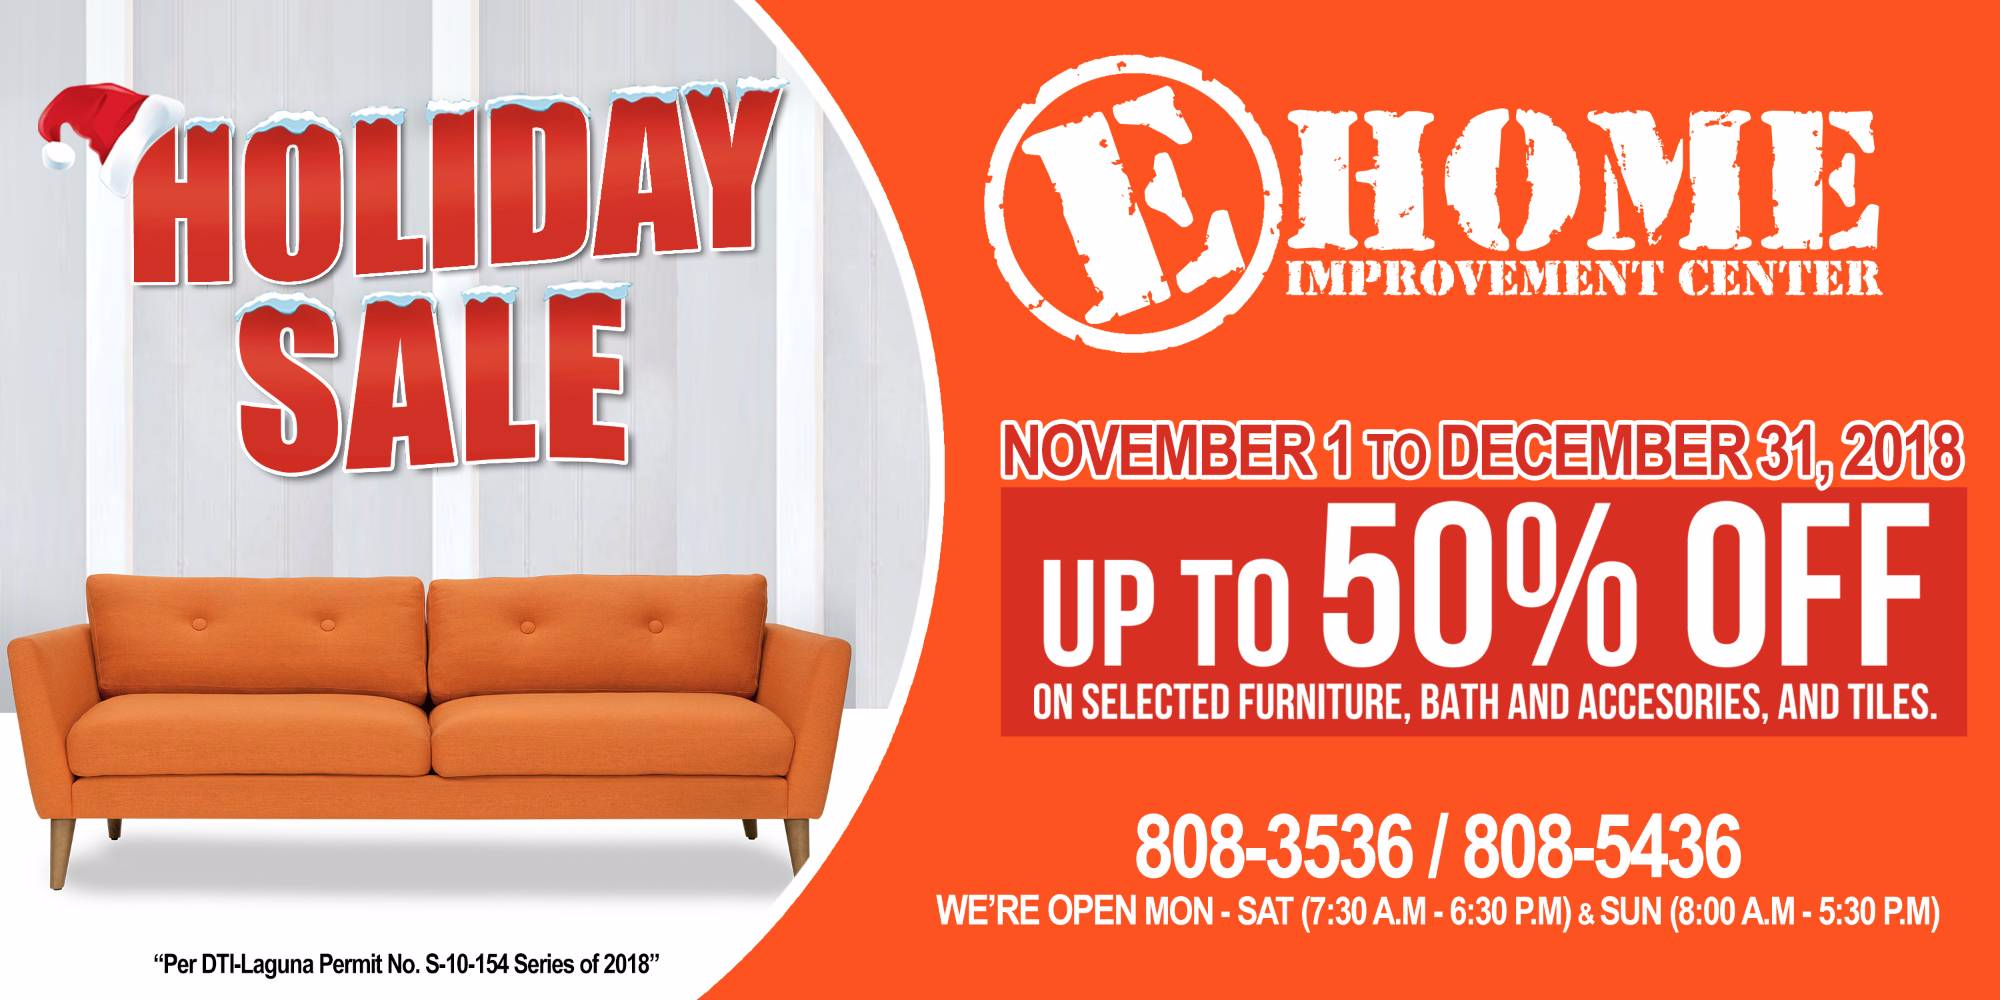 HOLIDAY
SALE
“Per DTI-Laguna Permit No. S-10-154 Series of 2018”
E HOME
IMPROVEMENT CENTER
NOVEMBER 1 TO DECEMBER 31, 2018
UP TO 50% OFF
ON SELECTED FURNITURE, BATH AND ACCESORIES, AND TILES.
808-3536 / 808-5436
WE’RE OPEN MON - SAT (7:30 A.M - 6:30 P.M) & SUN (8:00 A.M - 5:30 P.M)